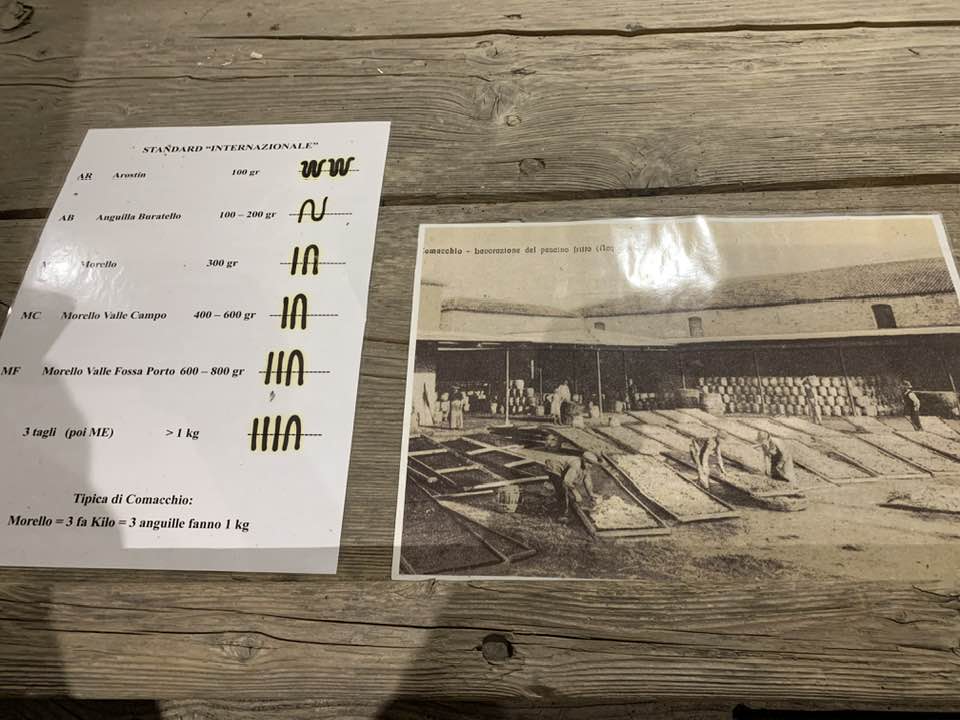 STANDARD "INTERNAZIONALE"
AR Arostin 100 gr
AB Anguilla Buratello 100 – 200 gr
Morello 300 gr
MC Morello Valle Campo 400 – 600 gr
MF Morello Valle Fossa Porto 600 – 800 gr
3 tagli (poi ME) > 1 kg
Tipica di Comacchio:
Morello = 3 fa Kilo = 3 anguille fanno 1 kg
Comacchio - Lavorazione del pescino fritto